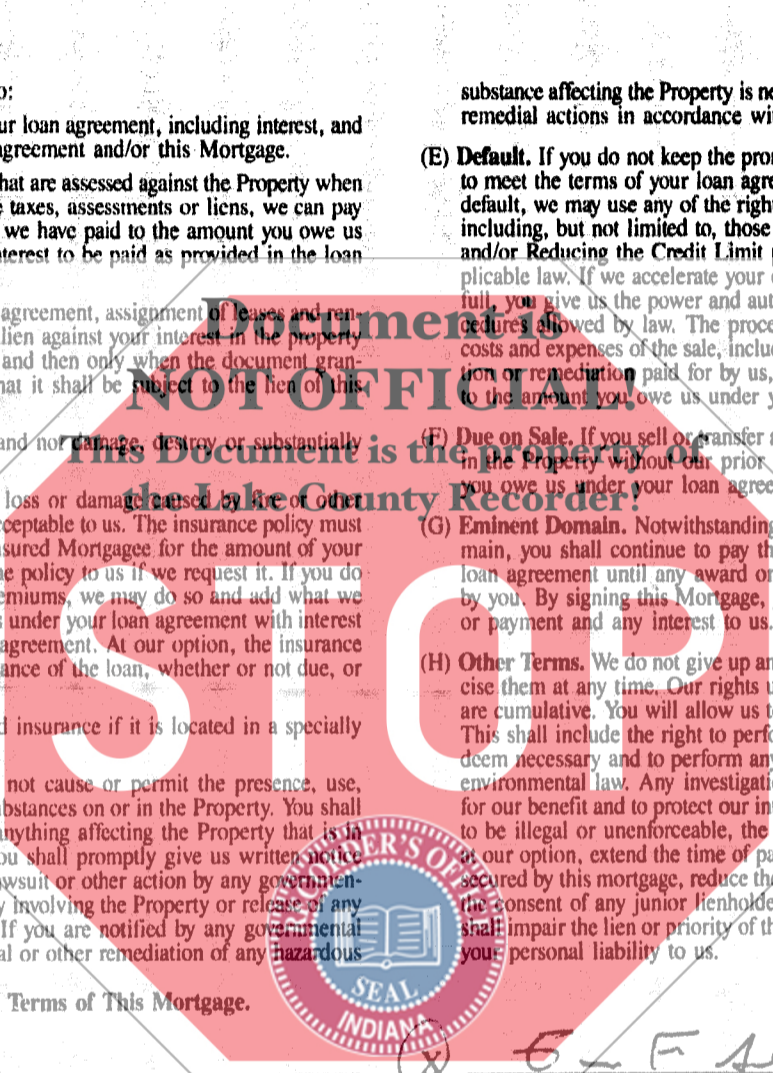 o:
ur loan agreement, including interest, and
agreement and/or this Mortgage.
hat are assessed against the Property when
e taxes, assessments or liens, we can pay
we have paid to the amount you owe us
nterest to be paid as provided in the loan
agreement, assignment of leases and ren-
lien against your interest in the property
and then only when the document gran-
hat it shall be subject to the lien of this
and not damage, destroy or substantially
loss or damage caused by fire or other
ceptable to us. The insurance policy must
sured Mortgagee for the amount of your
e policy to us if we request it. If you do
emiums, we may do so and add what we
s under your loan agreement with interest
agreement. At our option, the insurance
ance of the loan, whether or not due, or
d insurance if it is located in a specially
not cause or permit the presence, use,
ubstances on or in the Property. You shall
anything affecting the Property that is in
ou shall promptly give us written notice
wsuit or other action by any governmen-
y involving the Property or release of any
If you are notified by any governmental
al or other remediation of any hazardous
Terms of This Mortgage.
substance affecting the Property is ne
remedial actions in accordance wi
(E) Default. If you do not keep the pron
to meet the terms of your loan agre
default, we may use any of the right
including, but not limited to, those
and/or Reducing the Credit Limit
plicable law. If we accelerate your
full, you give us the power and aut
cedures allowed by law. The proce
costs and expenses of the sale, includ
tion or remediation paid for by us,
to the amount you owe us under y
(F) Due on Sale. If you sell or transfer a
in the Property without our prior
you owe us under your loan agree
(G) Eminent Domain. Notwithstanding
main, you shall continue to pay th
loan agreement until any award or
by you. By signing this Mortgage,
or payment and any interest to us.
(H) Other Terms. We do not give up an
cise them at any time. Our rights u
are cumulative. You will allow us t
This shall include the right to perfo
deem necessary and to perform any
environmental law. Any investigati
for our benefit and to protect our in
to be illegal or unenforceable, the
at our option, extend the time of pa
secured by this mortgage, reduce the
the consent of any junior lienholde
shall impair the lien or priority of th
your personal liability to us.
Document is
NOT OFFICIAL!
This Document is the property of
the Lake County Recorder!
STOP
RECORDER'S OFFICE
SEAL
INDIANA
X